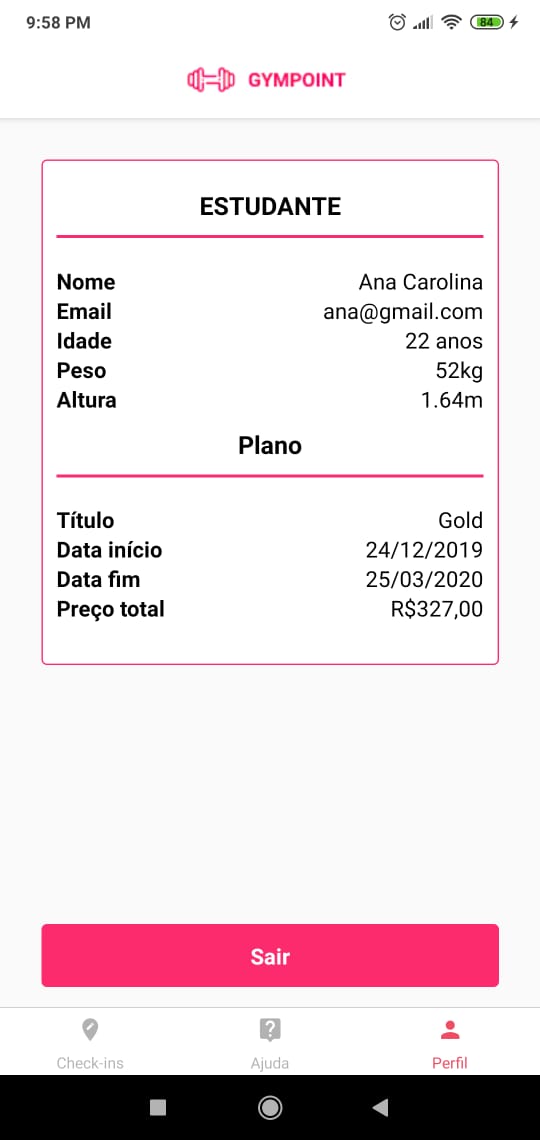 9:58 PM 84
GYMPOINT
ESTUDANTE
Nome Ana Carolina
Email ana@gmail.com
Idade 22 anos
Peso 52kg
Altura 1.64m
Plano
Título Gold
Data início 24/12/2019
Data fim 25/03/2020
Preço total R$327,00
Sair
Check-ins Ajuda Perfil